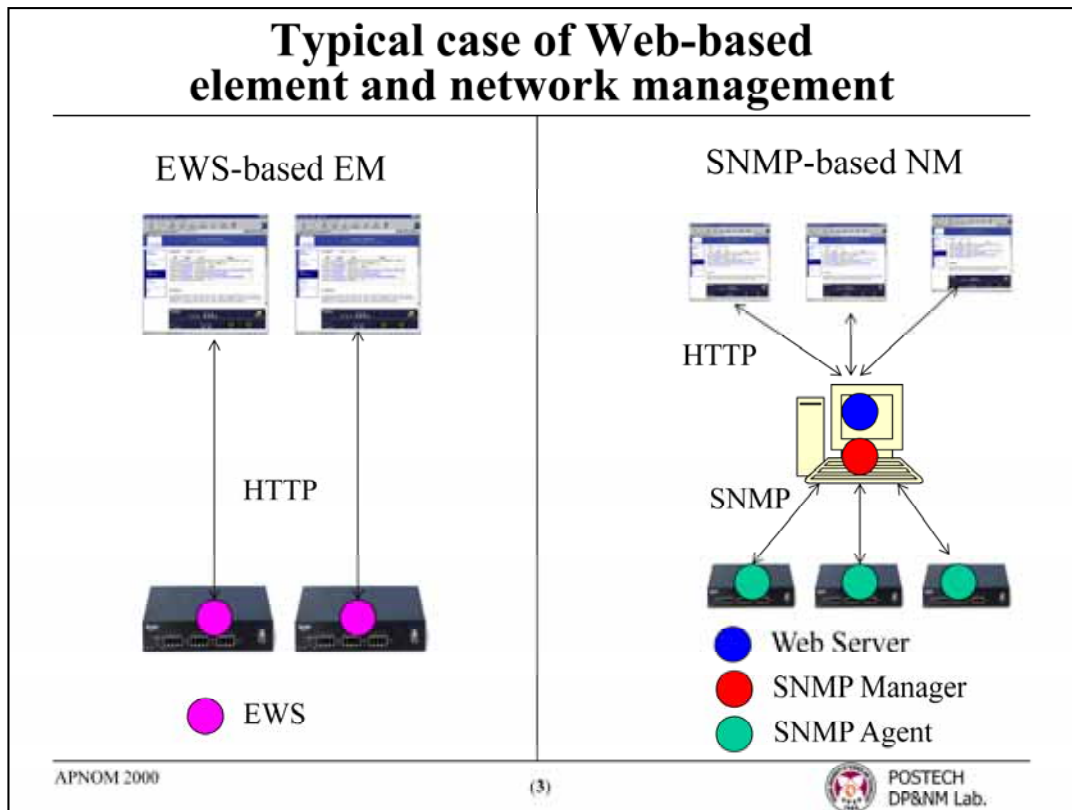 Typical case of Web-based
element and network management
EWS-based EM
HTTP
EWS
SNMP-based NM
HTTP
SNMP
Web Server
SNMP Manager
SNMP Agent
APNOM 2000
(3)
POSTECH
DP&NM Lab.